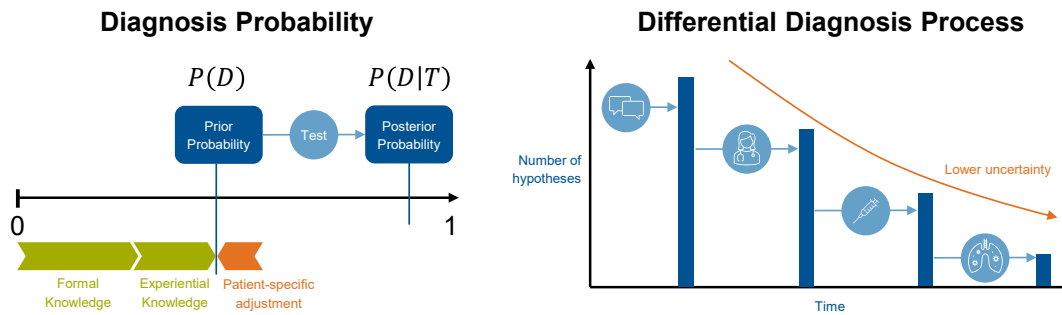 Diagnosis Probability
P(D)
P(D|T)
Prior
Probability
Test
Posterior
Probability
0
1
Formal
Knowledge
Experiential
Knowledge
Patient-specific
adjustment
Differential Diagnosis Process
Number of
hypotheses
Lower uncertainty
Time